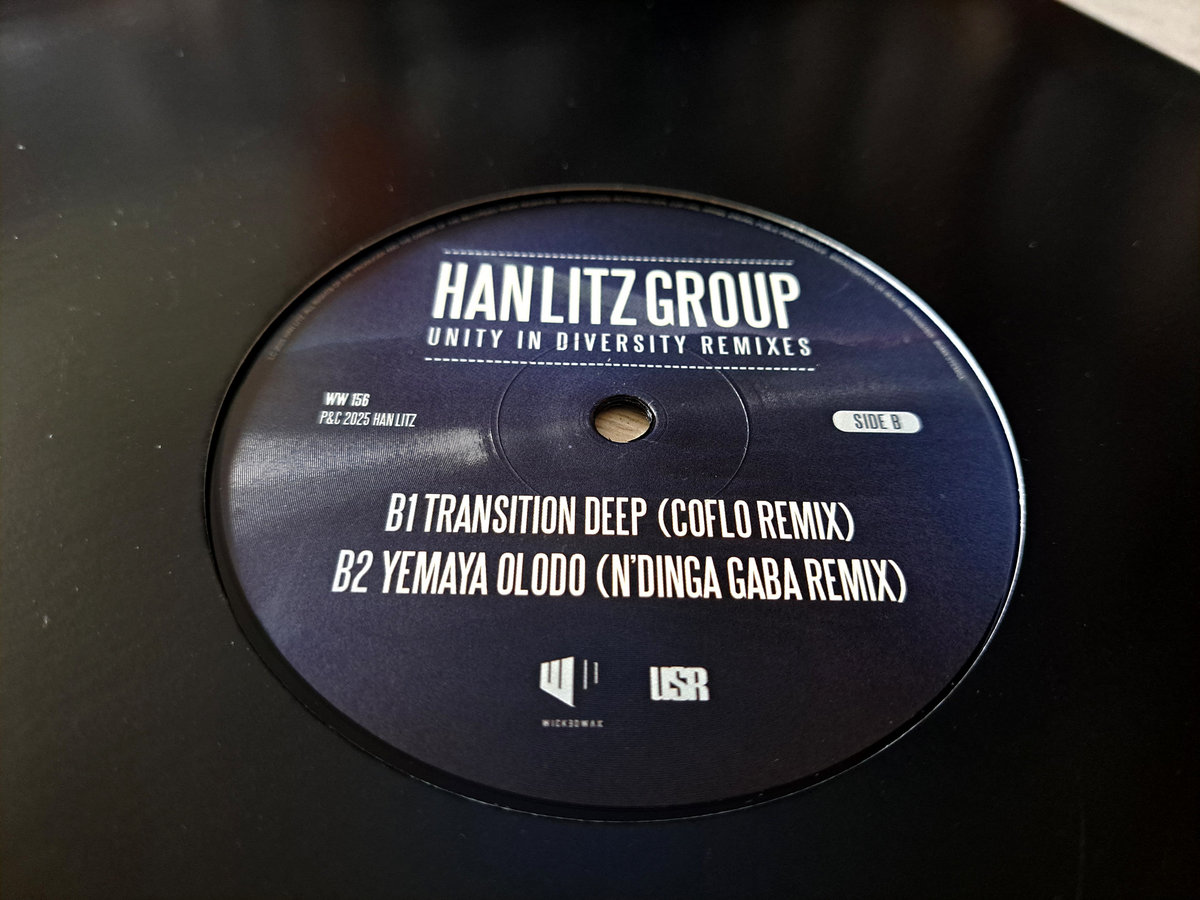 HAN LITZ GROUP
UNITY IN DIVERSITY REMIXES
WW 156
P&C 2025 HAN LITZ
SIDE B
B1 TRANSITION DEEP (COFLO REMIX)
B2 YEMAYA OLODO (N'DINGA GABA REMIX)
W
WICK3DWAX
USR